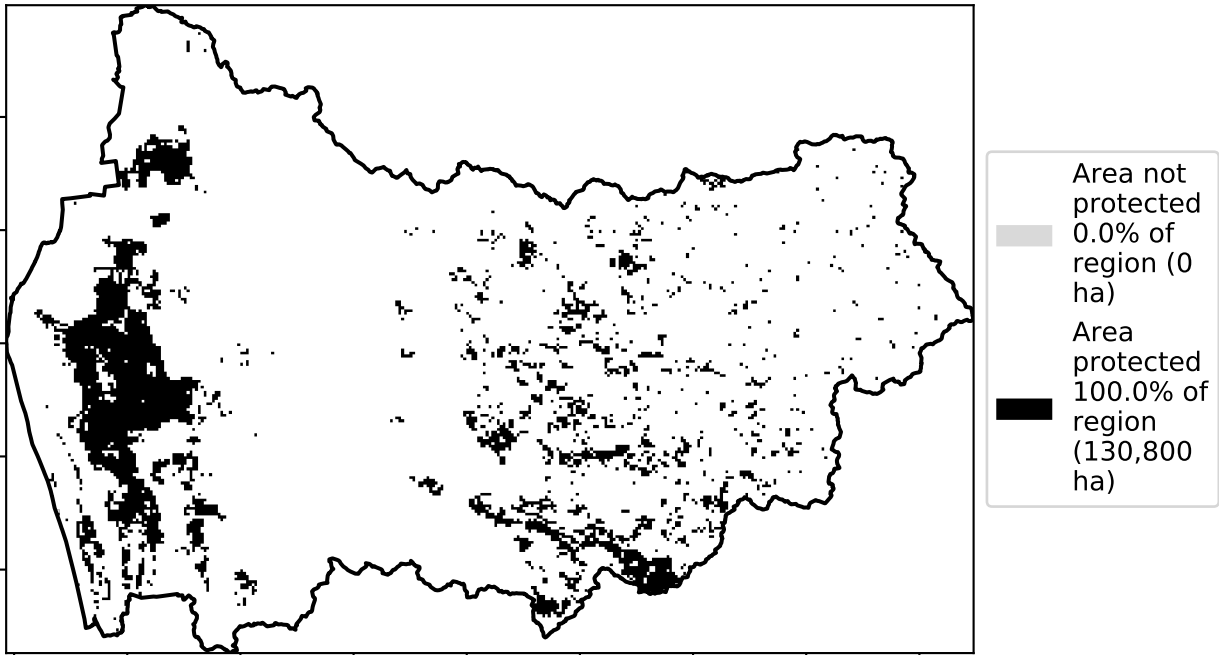 Area not
protected
0.0% of
region (0
ha)
Area
protected
100.0% of
region
(130,800
ha)